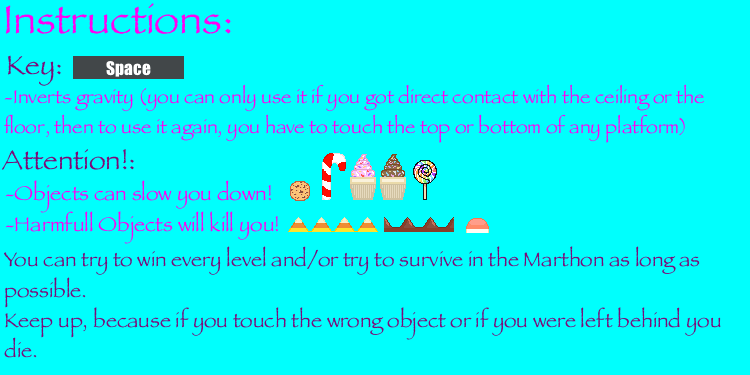 Instructions:
Key: Space
-Inverts gravity (you can only use it if you got direct contact with the ceiling or the
floor, then to use it again, you have to touch the top or bottom of any platform)
Attention!:
-Objects can slow you down!
-Harmfull Objects will kill you!
You can try to win every level and/or try to survive in the Marthon as long as
possible.
Keep up, because if you touch the wrong object or if you were left behind you
die.